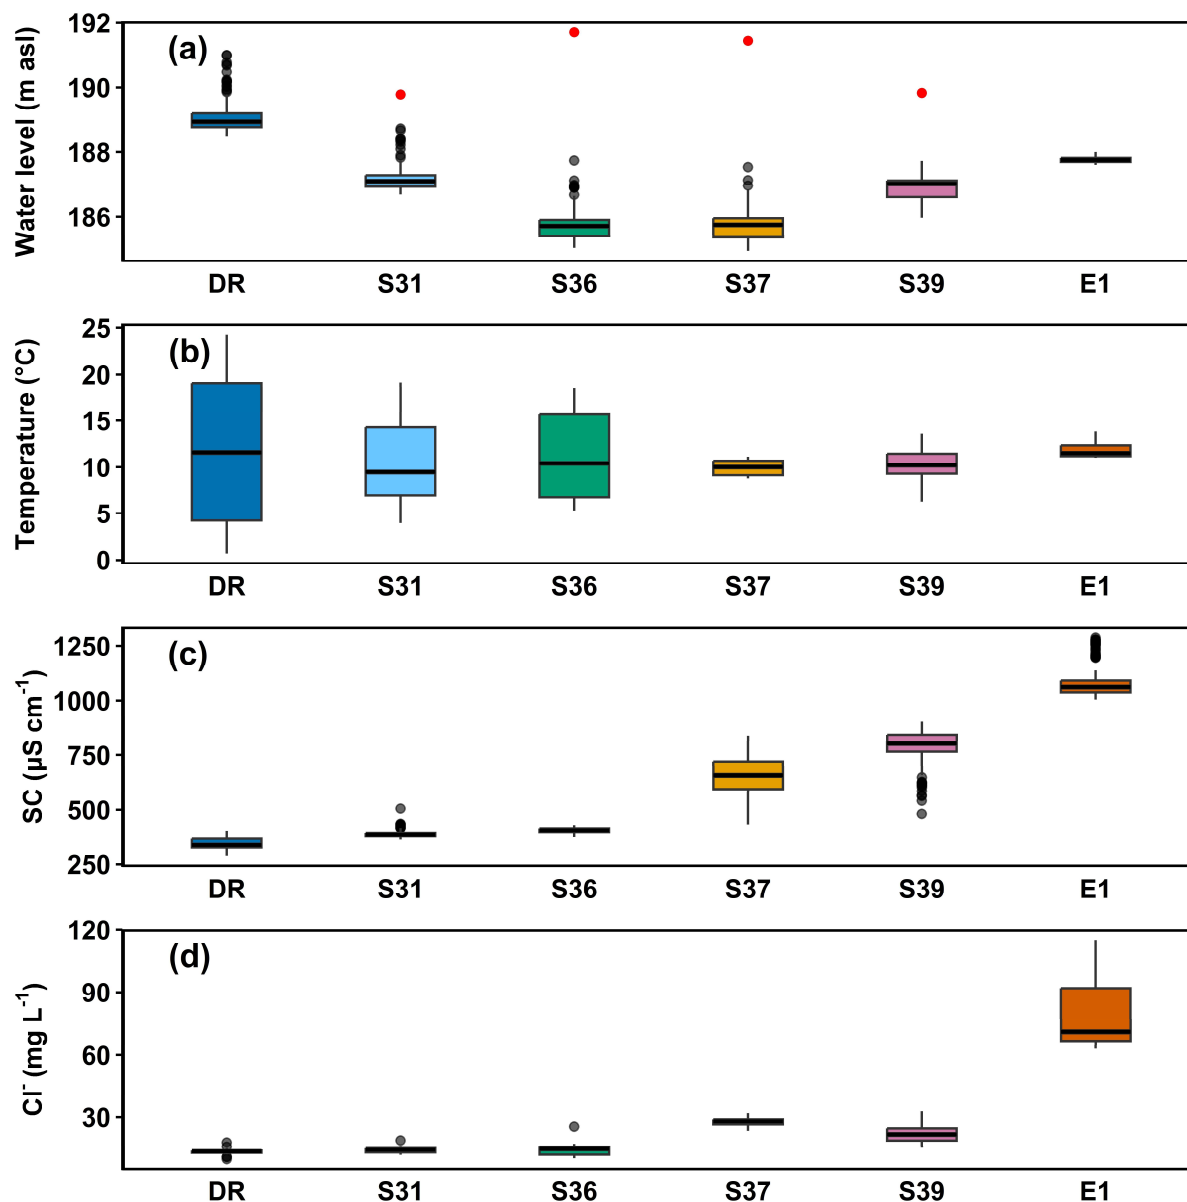 192
(a)
190
188
186
Water level (m asl)
DR S31 S36 S37 S39 E1
25
(b)
20
15
10
5
0
Temperature (°C)
DR S31 S36 S37 S39 E1
1250
(c)
1000
750
500
250
SC (µS cm⁻¹)
DR S31 S36 S37 S39 E1
120
(d)
90
60
30
Cl⁻ (mg L⁻¹)
DR S31 S36 S37 S39 E1